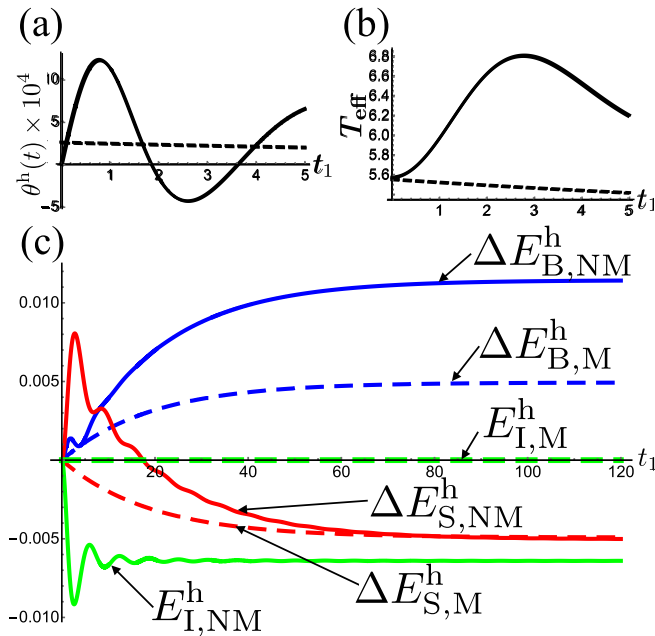 (a)
θ^h(t) × 10^4
10
5
-5
1 2 3 4 5
t_1
(b)
T_eff
6.8
6.6
6.4
6.2
6.0
5.8
5.6
1 2 3 4 5
t_1
(c)
0.010
0.005
-0.005
-0.010
20 40 60 80 100 120
t_1
ΔE^h_B,NM
ΔE^h_B,M
E^h_I,M
ΔE^h_S,NM
ΔE^h_S,M
E^h_I,NM